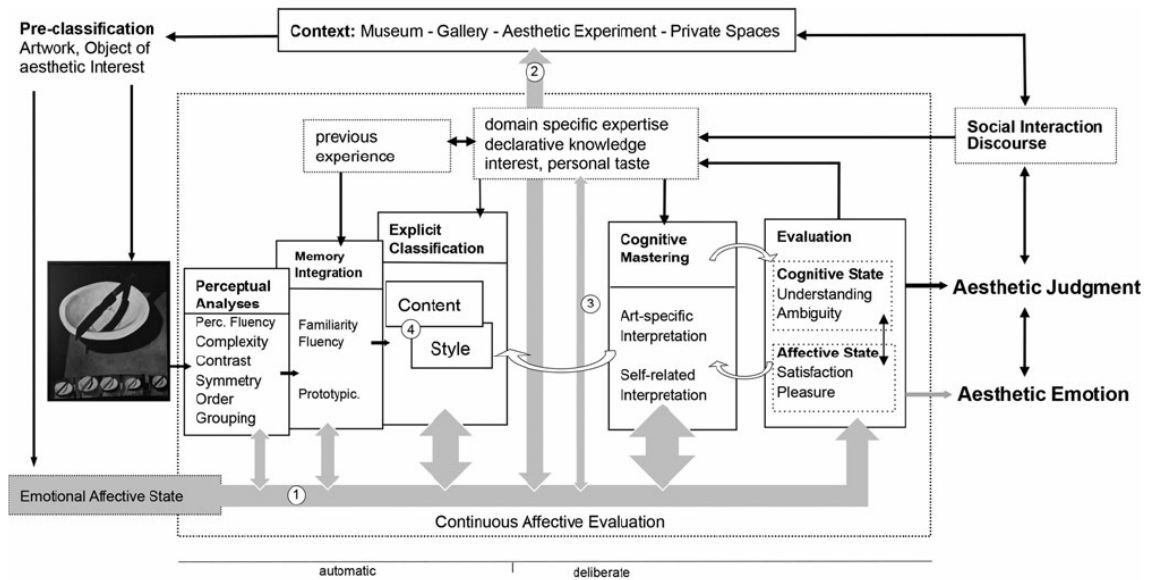 Pre-classification
Artwork, Object of
aesthetic Interest
Context: Museum - Gallery - Aesthetic Experiment - Private Spaces
2
previous
experience
domain specific expertise
declarative knowledge
interest, personal taste
Social Interaction
Discourse
Perceptual
Analyses
Perc. Fluency
Complexity
Contrast
Symmetry
Order
Grouping
Memory
Integration
Familiarity
Fluency
Prototypic.
Explicit
Classification
Content
4
Style
3
Cognitive
Mastering
Art-specific
Interpretation
Self-related
Interpretation
Evaluation
Cognitive State
Understanding
Ambiguity
Affective State
Satisfaction
Pleasure
Aesthetic Judgment
Aesthetic Emotion
Emotional Affective State
1
Continuous Affective Evaluation
automatic
deliberate